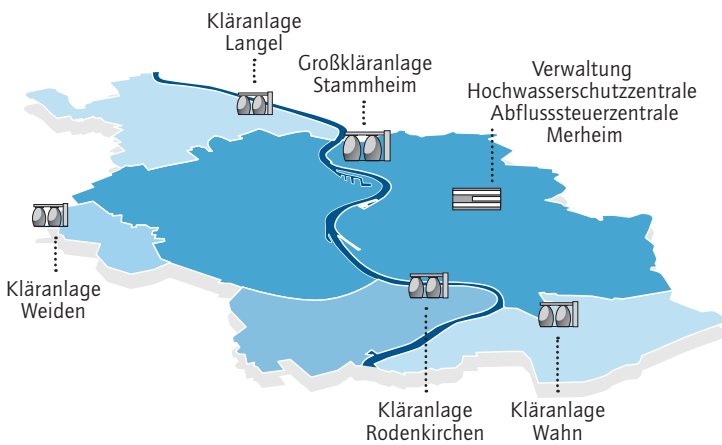 Kläranlage
Langel
Großkläranlage
Stammheim
Verwaltung
Hochwasserschutzzentrale
Abflusssteuerzentrale
Merheim
Kläranlage
Weiden
Kläranlage
Rodenkirchen
Kläranlage
Wahn